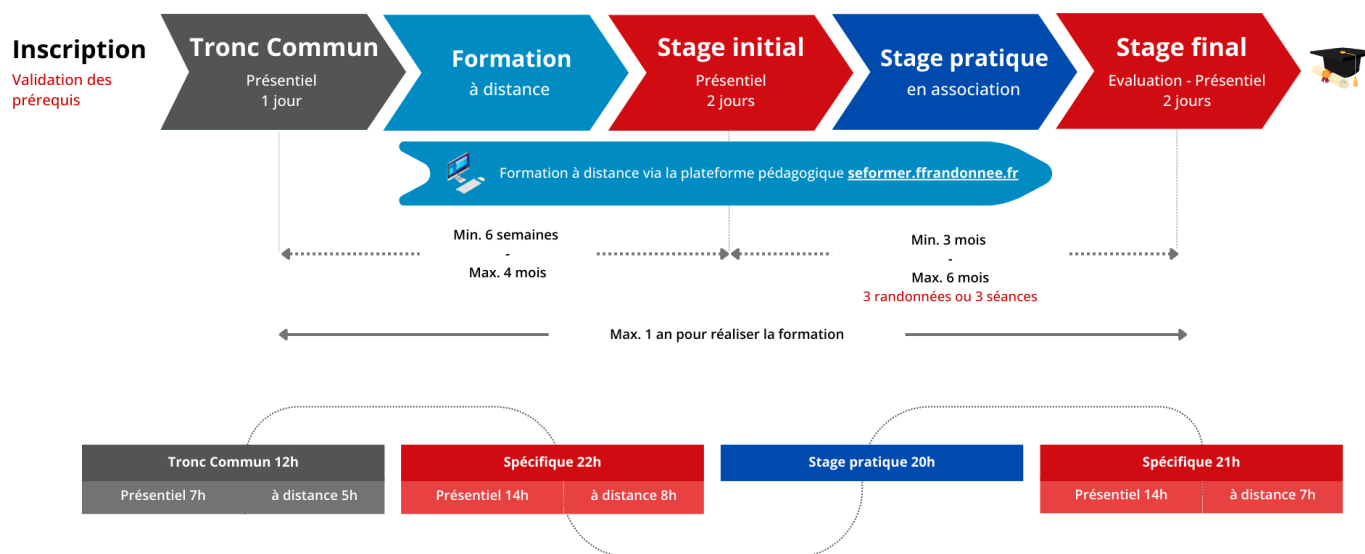 Inscription
Validation des
prérequis
Tronc Commun
Présentiel
1 jour
Formation
à distance
Stage initial
Présentiel
2 jours
Stage pratique
en association
Stage final
Evaluation - Présentiel
2 jours
Formation à distance via la plateforme pédagogique seformer.ffrandonnee.fr
Min. 6 semaines
-
Max. 4 mois
Min. 3 mois
-
Max. 6 mois
3 randonnées ou 3 séances
Max. 1 an pour réaliser la formation
Tronc Commun 12h
Présentiel 7h
à distance 5h
Spécifique 22h
Présentiel 14h
à distance 8h
Stage pratique 20h
Spécifique 21h
Présentiel 14h
à distance 7h